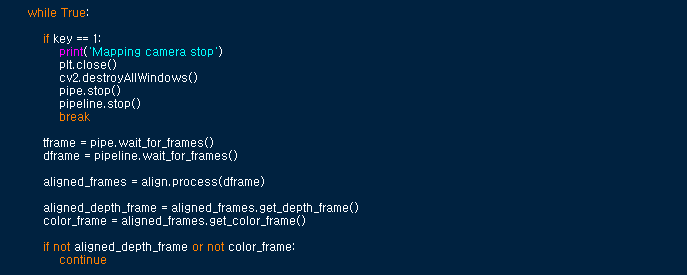 while True:
if key == 1:
print('Mapping camera stop')
plt.close()
cv2.destroyAllWindows()
pipe.stop()
pipeline.stop()
break
tframe = pipe.wait_for_frames()
dframe = pipeline.wait_for_frames()
aligned_frames = align.process(dframe)
aligned_depth_frame = aligned_frames.get_depth_frame()
color_frame = aligned_frames.get_color_frame()
if not aligned_depth_frame or not color_frame:
continue